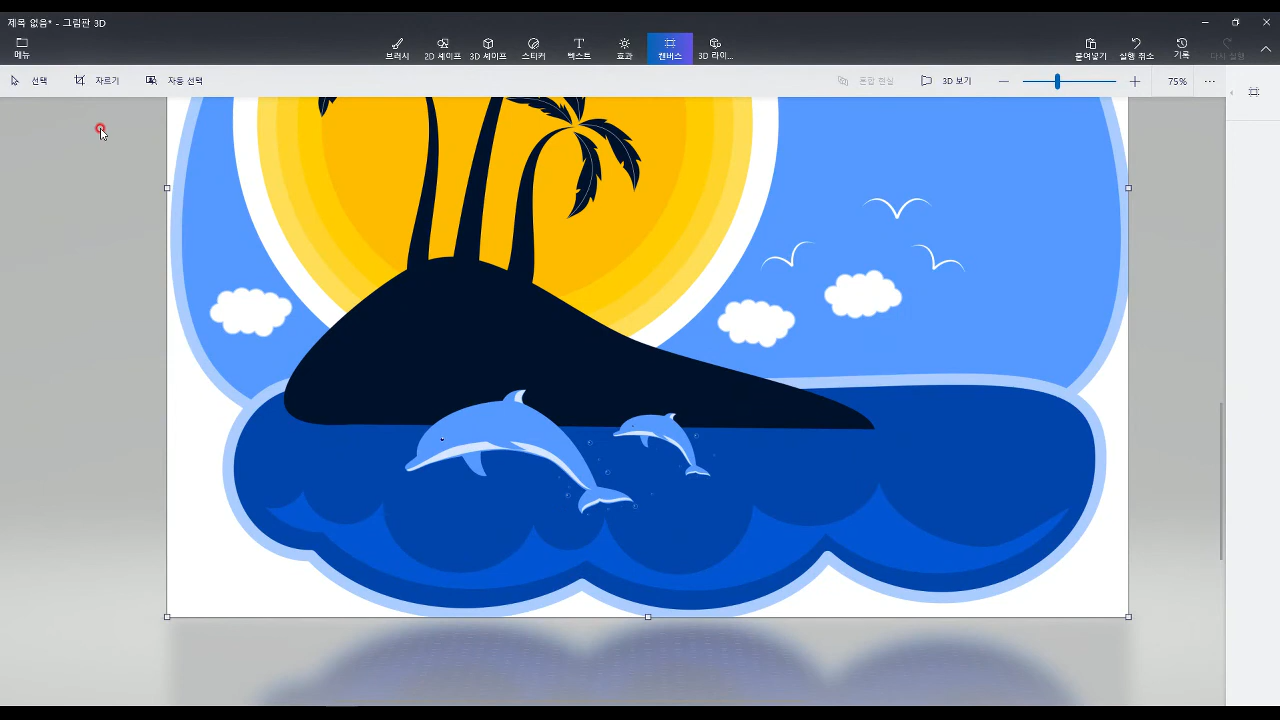 제목 없음* - 그림판 3D
메뉴
브러시
2D 셰이프
3D 셰이프
스티커
텍스트
효과
캔버스
3D 라이...
붙여넣기
실행 취소
기록
다시 실행
선택
자르기
자동 선택
혼합 현실
3D 보기
75%